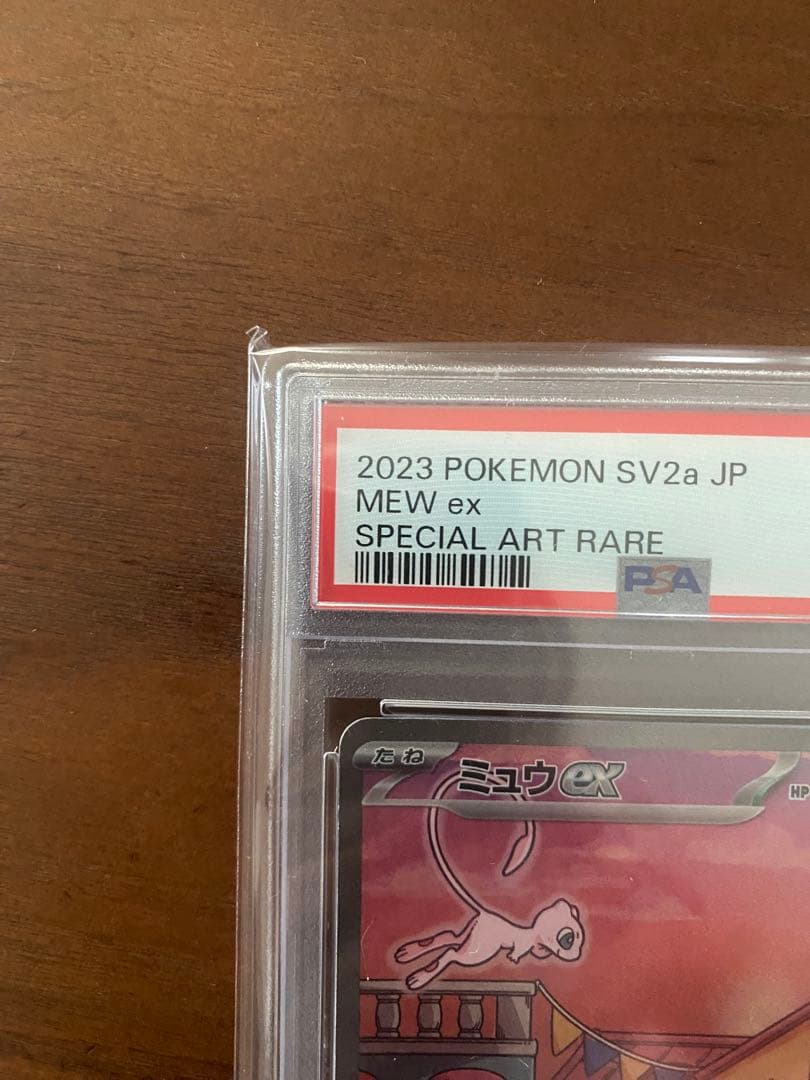 2023 POKEMON SV2a JP
MEW ex
SPECIAL ART RARE
PSA
たね
ミュウex
HP